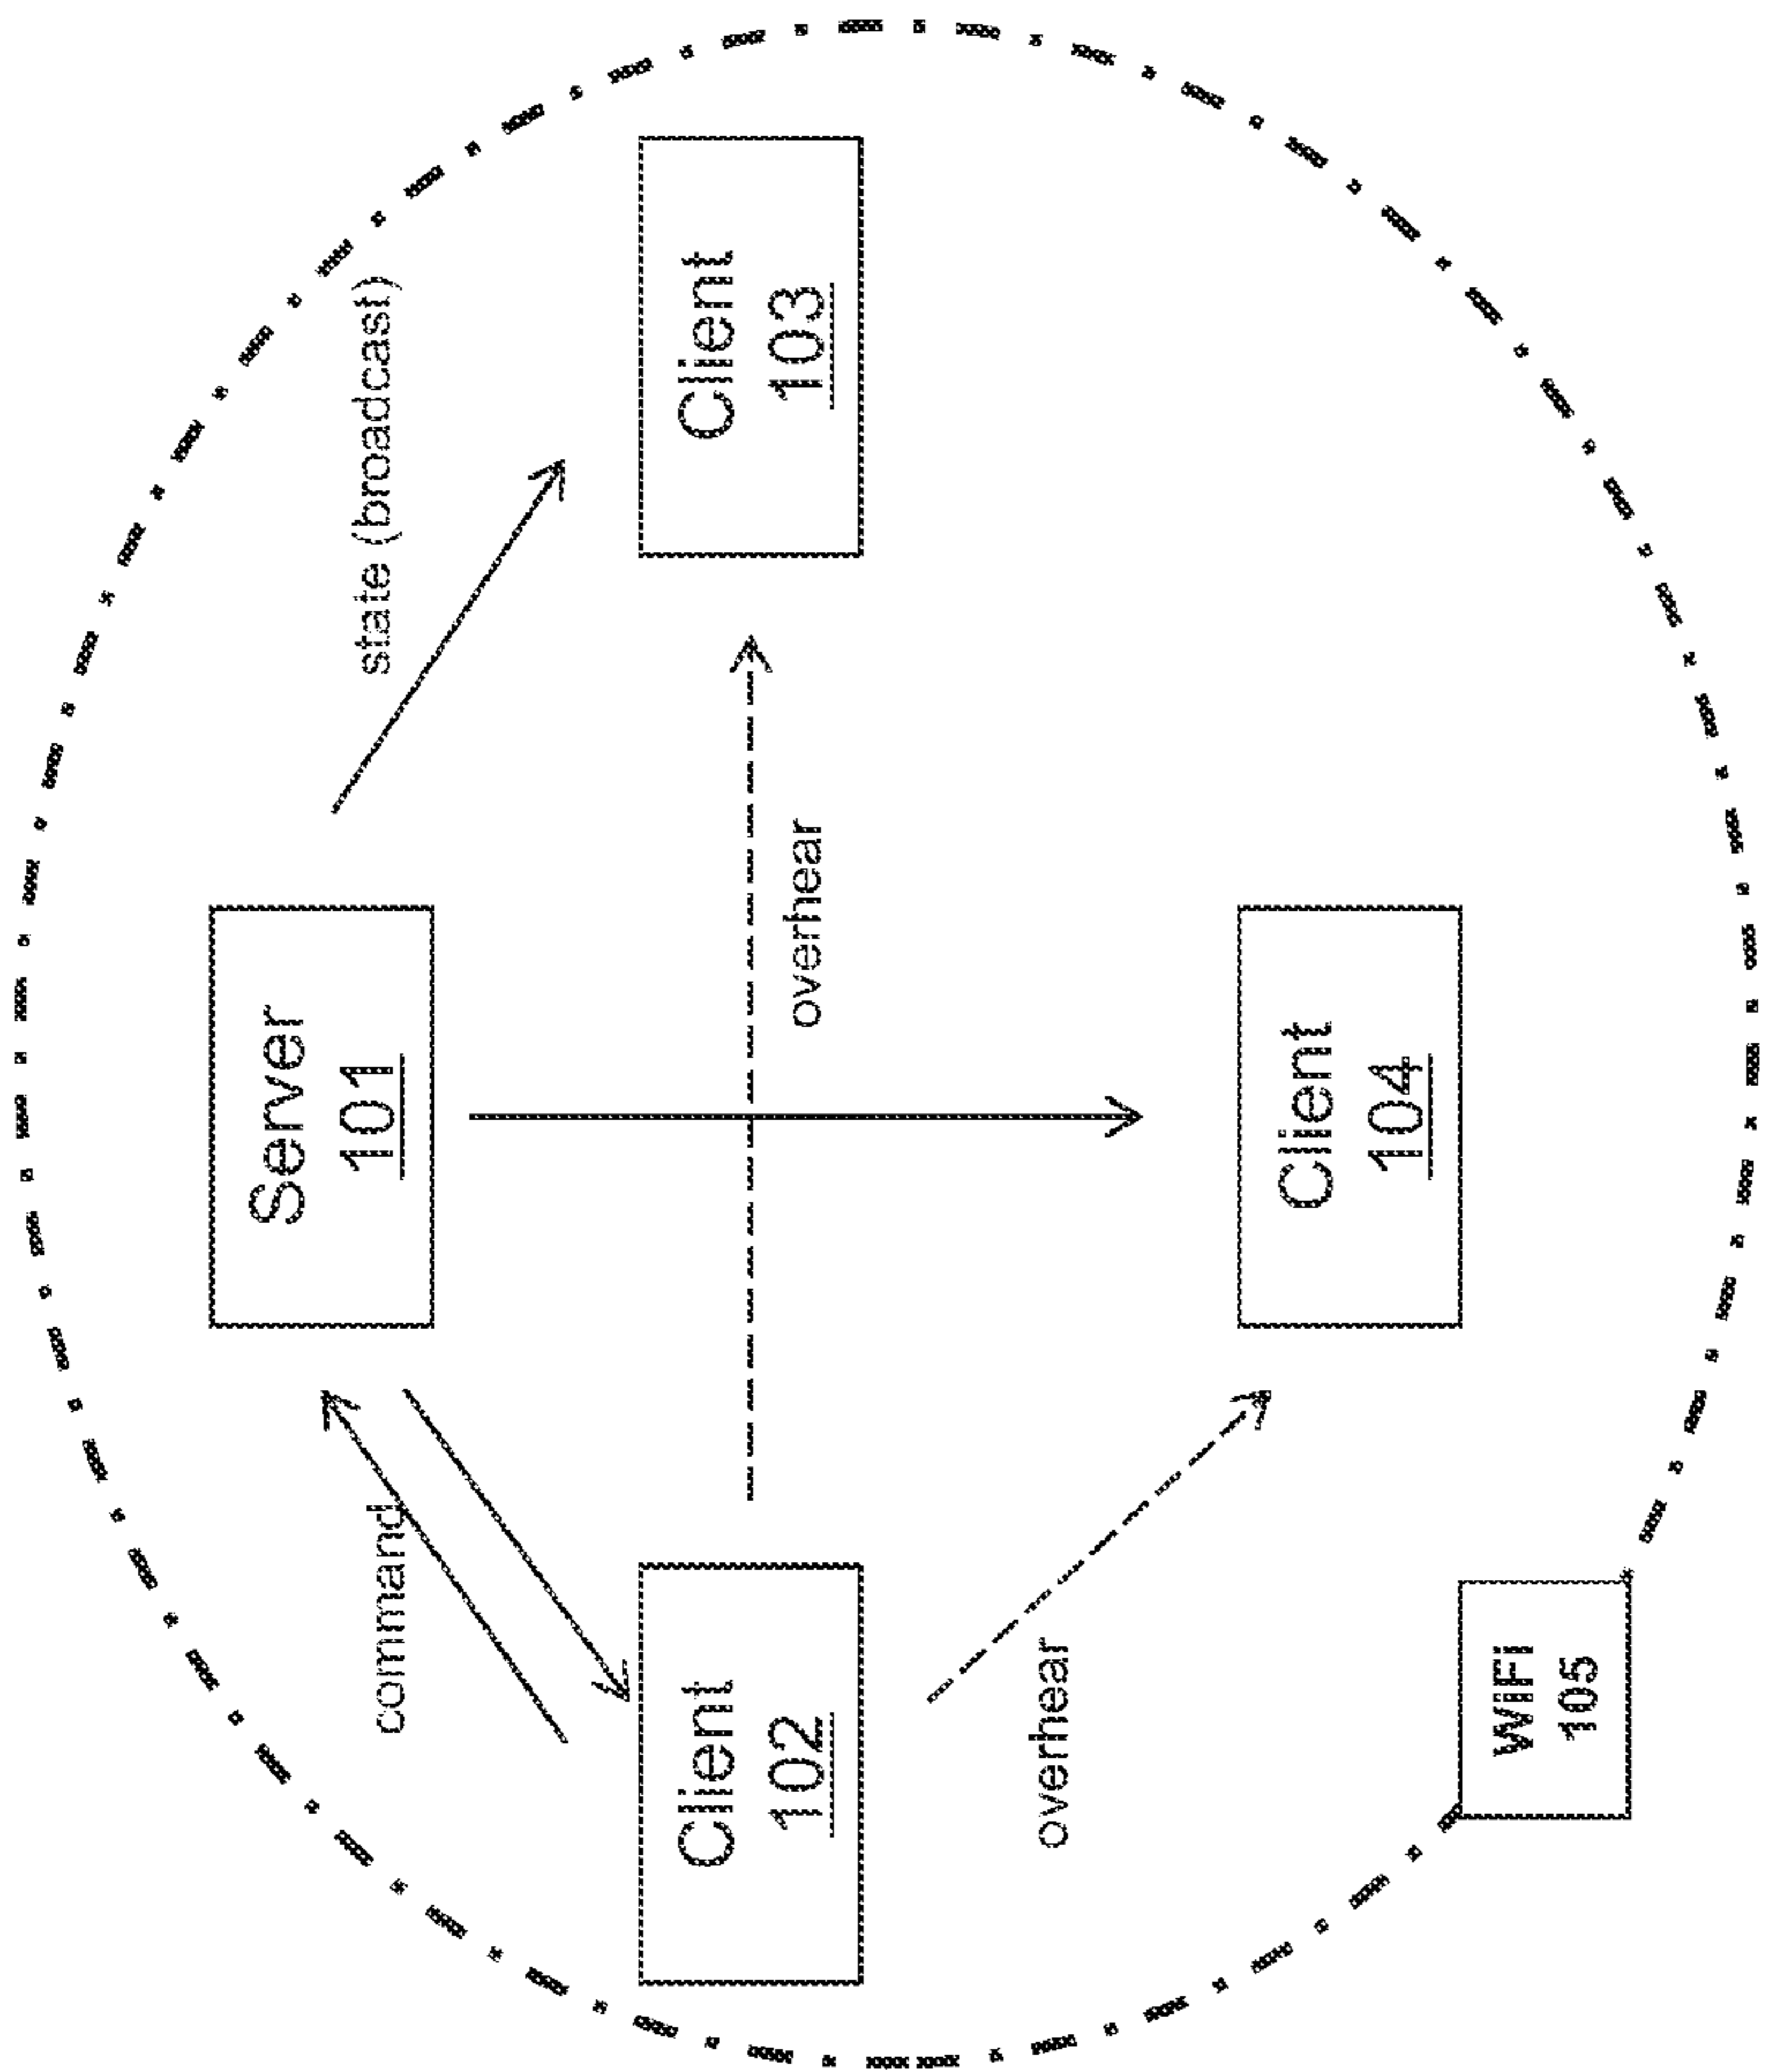 Server
101
command
state (broadcast)
Client
102
Client
103
overhear
overhear
Client
104
WiFi
105